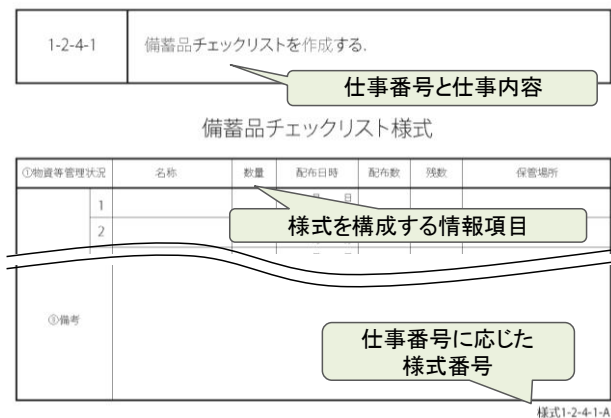 1-2-4-1 備蓄品チェックリストを作成する.
仕事番号と仕事内容
備蓄品チェックリスト様式
①物資等管理状況 名称 数量 配布日時 配布数 残数 保管場所
1
様式を構成する情報項目
2
⑧備考
仕事番号に応じた
様式番号
様式1-2-4-1-A